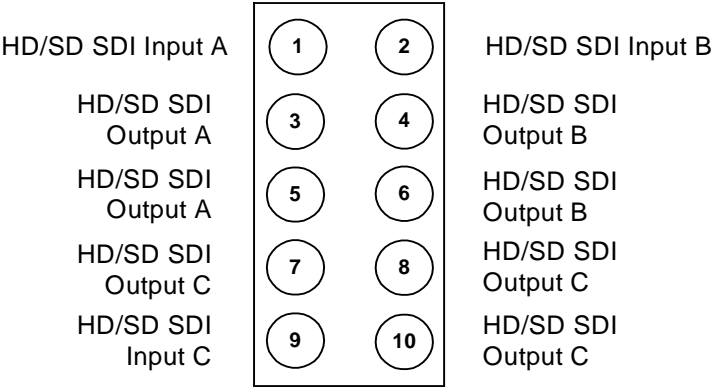 HD/SD SDI Input A 1 2 HD/SD SDI Input B
HD/SD SDI
Output A
3 4
HD/SD SDI
Output B
HD/SD SDI
Output A
5 6
HD/SD SDI
Output B
HD/SD SDI
Output C
7 8
HD/SD SDI
Output C
HD/SD SDI
Input C
9 10
HD/SD SDI
Output C